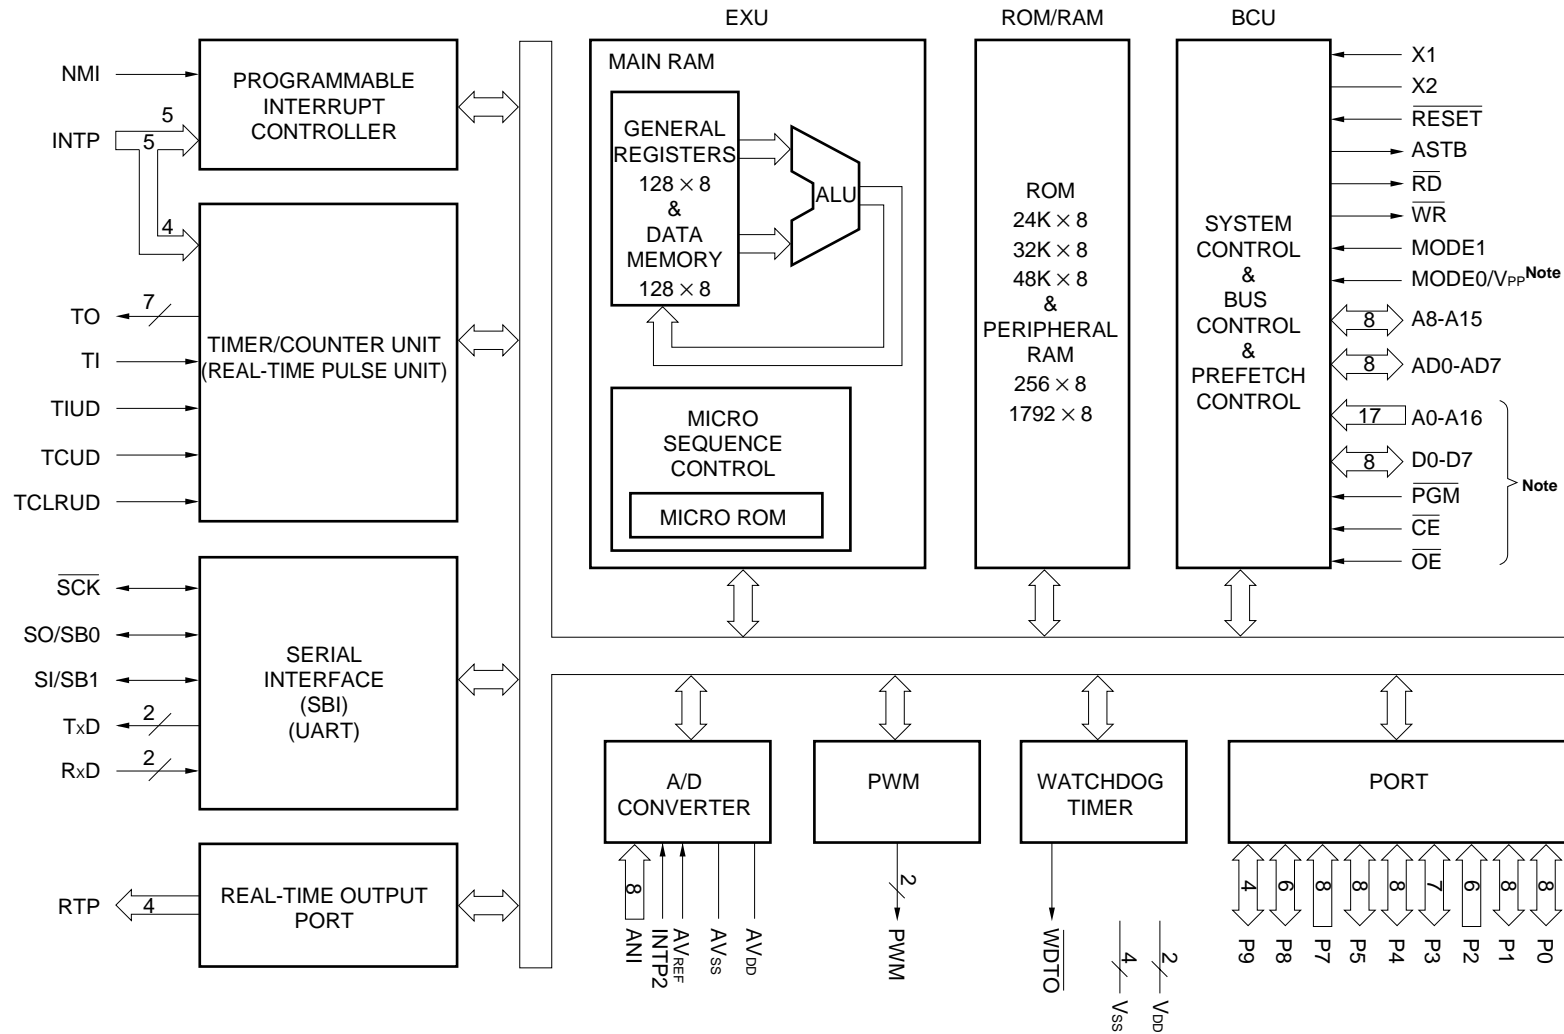 EXU
ROM/RAM
BCU
NMI
INTP
5
5
4
PROGRAMMABLE
INTERRUPT
CONTROLLER
TO
7
TI
TIUD
TCUD
TCLRUD
TIMER/COUNTER UNIT
(REAL-TIME PULSE UNIT)
SCK
SO/SB0
SI/SB1
TxD
2
RxD
2
SERIAL
INTERFACE
(SBI)
(UART)
RTP
4
REAL-TIME OUTPUT
PORT
MAIN RAM
GENERAL
REGISTERS
128 × 8
&
DATA
MEMORY
128 × 8
ALU
MICRO
SEQUENCE
CONTROL
MICRO ROM
ROM
24K × 8
32K × 8
48K × 8
&
PERIPHERAL
RAM
256 × 8
1792 × 8
SYSTEM
CONTROL
&
BUS
CONTROL
&
PREFETCH
CONTROL
X1
X2
RESET
ASTB
RD
WR
MODE1
MODE0/VPP Note
8 A8-A15
8 AD0-AD7
17 A0-A16
8 D0-D7
PGM
CE
OE
Note
A/D
CONVERTER
8
ANI
INTP2
AVREF
AVSS
AVDD
PWM
2
PWM
WATCHDOG
TIMER
WDTO
4
VSS
2
VDD
PORT
4
6
8
8
8
7
6
8
8
P9
P8
P7
P5
P4
P3
P2
P1
P0